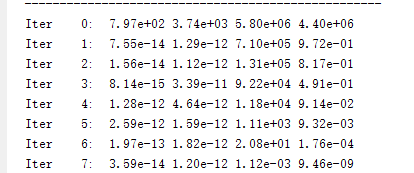 ---------------------------------------------------
Iter 0: 7.97e+02 3.74e+03 5.80e+06 4.40e+06
Iter 1: 7.55e-14 1.29e-12 7.10e+05 9.72e-01
Iter 2: 1.56e-14 1.12e-12 1.31e+05 8.17e-01
Iter 3: 8.14e-15 3.39e-11 9.22e+04 4.91e-01
Iter 4: 1.28e-12 4.64e-12 1.18e+04 9.14e-02
Iter 5: 2.59e-12 1.59e-12 1.11e+03 9.32e-03
Iter 6: 1.97e-13 1.82e-12 2.08e+01 1.76e-04
Iter 7: 3.59e-14 1.20e-12 1.12e-03 9.46e-09